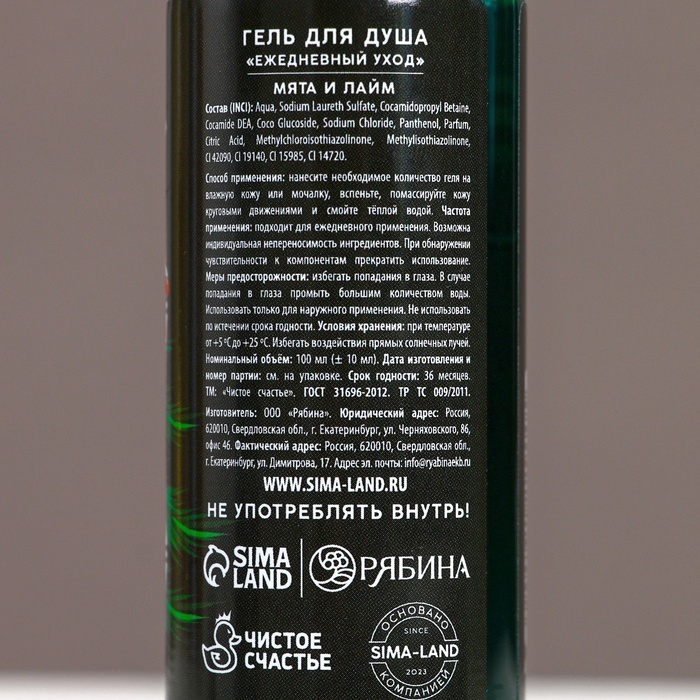 ГЕЛЬ ДЛЯ ДУША
«ЕЖЕДНЕВНЫЙ УХОД»
МЯТА И ЛАЙМ
Состав (INCI): Aqua, Sodium Laureth Sulfate, Cocamidopropyl Betaine,
Cocamide DEA, Coco Glucoside, Sodium Chloride, Panthenol, Parfum,
Citric Acid, Methylchloroisothiazolinone, Methylisothiazolinone,
CI 42090, CI 19140, CI 15985, CI 14720.
Способ применения: нанесите необходимое количество геля на
влажную кожу или мочалку, вспеньте, помассируйте кожу
круговыми движениями и смойте тёплой водой. Частота
применения: подходит для ежедневного применения. Возможна
индивидуальная непереносимость ингредиентов. При обнаружении
чувствительности к компонентам прекратить использование.
Меры предосторожности: избегать попадания в глаза. В случае
попадания в глаза промыть большим количеством воды.
Использовать только для наружного применения. Не использовать
по истечении срока годности. Условия хранения: при температуре
от +5 ºC до +25 ºC. Избегать воздействия прямых солнечных лучей.
Номинальный объём: 100 мл (± 10 мл). Дата изготовления и
номер партии: см. на упаковке. Срок годности: 36 месяцев.
ТМ: «Чистое счастье». ГОСТ 31696-2012. ТР ТС 009/2011.
Изготовитель: ООО «Рябина». Юридический адрес: Россия,
620010, Свердловская обл., г. Екатеринбург, ул. Черняховского, 86,
офис 46. Фактический адрес: Россия, 620010, Свердловская обл.,
г. Екатеринбург, ул. Димитрова, 17. Адрес эл. почты: info@ryabinaekb.ru
WWW.SIMA-LAND.RU
НЕ УПОТРЕБЛЯТЬ ВНУТРЬ!
SIMA LAND
РЯБИНА
ЧИСТОЕ СЧАСТЬЕ
ОСНОВАНО
SINCE
SIMA-LAND
2023
КОМПАНИЕЙ